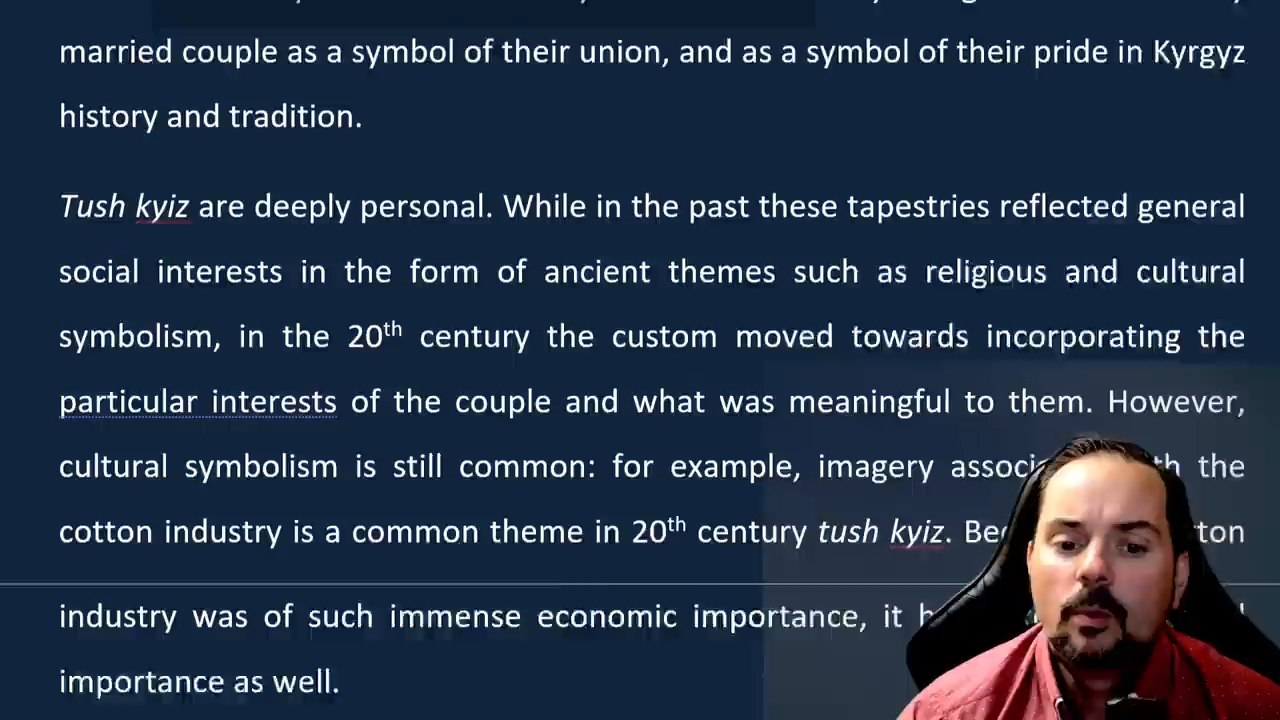 married couple as a symbol of their union, and as a symbol of their pride in Kyrgyz
history and tradition.
Tush kyiz are deeply personal. While in the past these tapestries reflected general
social interests in the form of ancient themes such as religious and cultural
symbolism, in the 20th century the custom moved towards incorporating the
particular interests of the couple and what was meaningful to them. However,
cultural symbolism is still common: for example, imagery the
cotton industry is a common theme in 20th century tush kyiz.
industry was of such immense economic importance, it
importance as well.